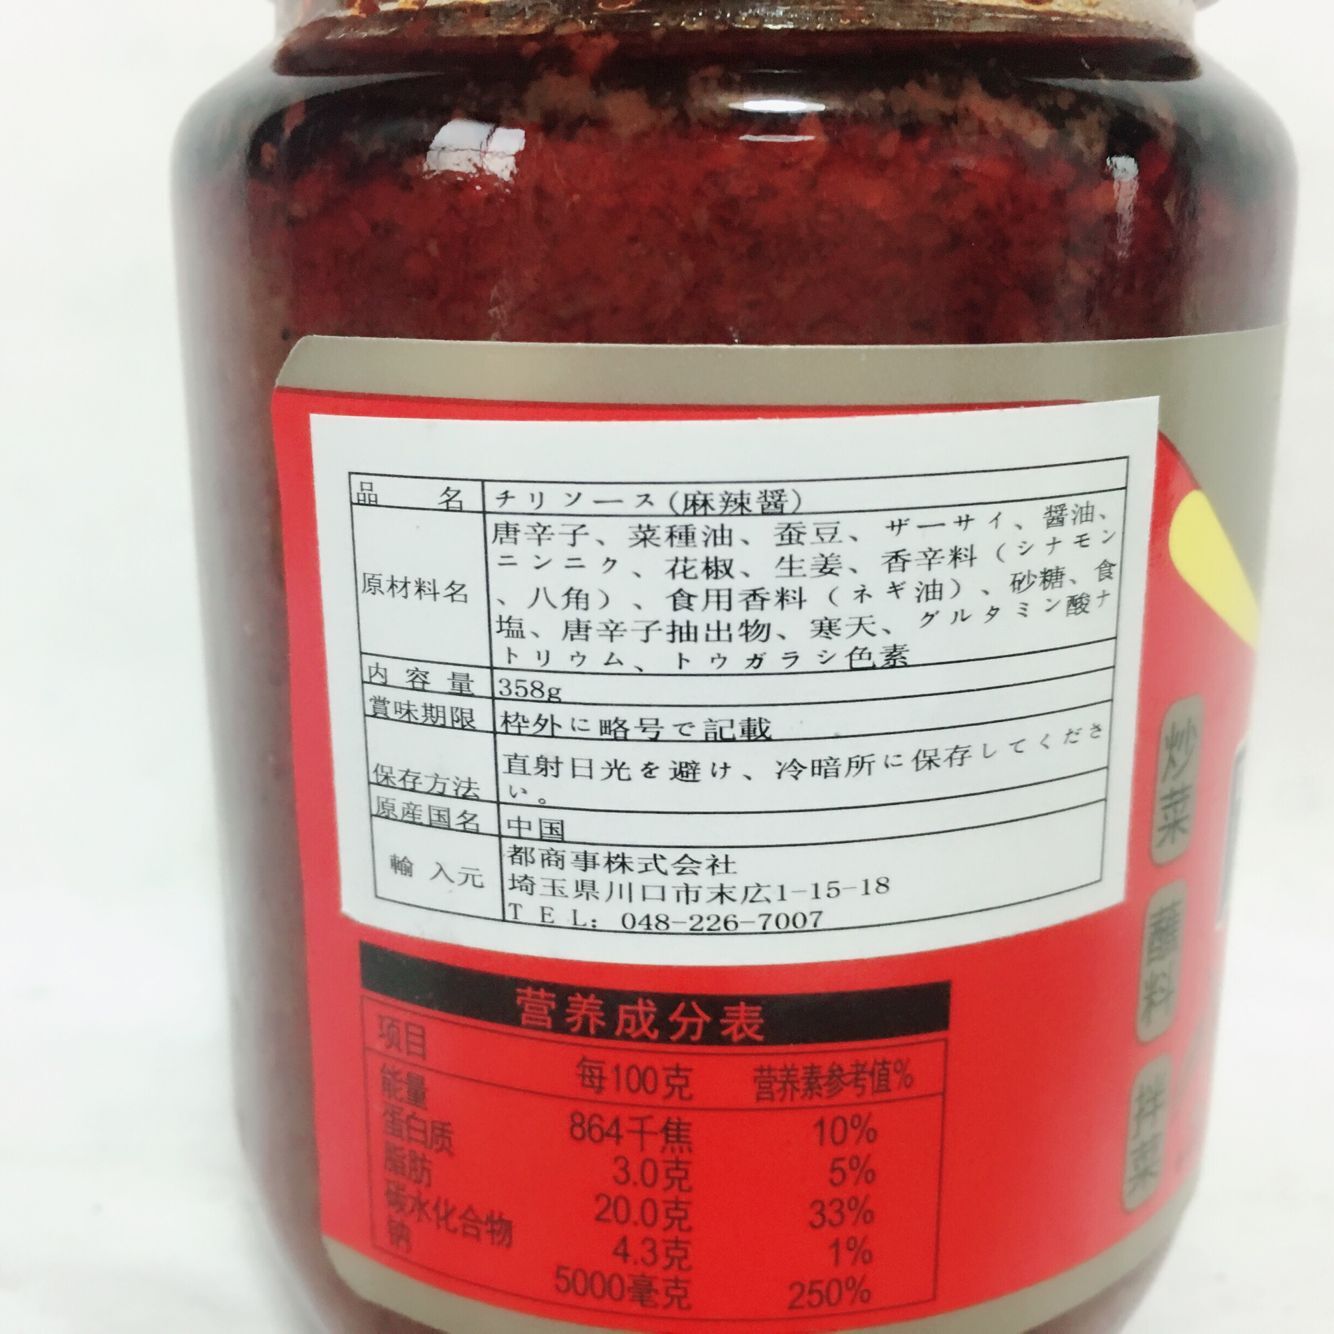 品 名 チリソース(麻辣醤)
原材料名 唐辛子、菜種油、蚕豆、ザーサイ、醤油、
ニンニク、花椒、生姜、香辛料（シナモン
、八角）、食用香料（ネギ油）、砂糖、食
塩、唐辛子抽出物、寒天、グルタミン酸ナ
トリウム、トウガラシ色素
内容量 358g
賞味期限 枠外に略号で記載
保存方法 直射日光を避け、冷暗所に保存してくださ
い。
原産国名 中国
輸入元 都商事株式会社
埼玉県川口市末広1-15-18
TEL: 048-226-7007
营养成分表
项目 每100克 营养素参考值%
能量 864千焦 10%
蛋白质 3.0克 5%
脂肪 20.0克 33%
碳水化合物 4.3克 1%
钠 5000毫克 250%
炒菜
蘸料
拌菜